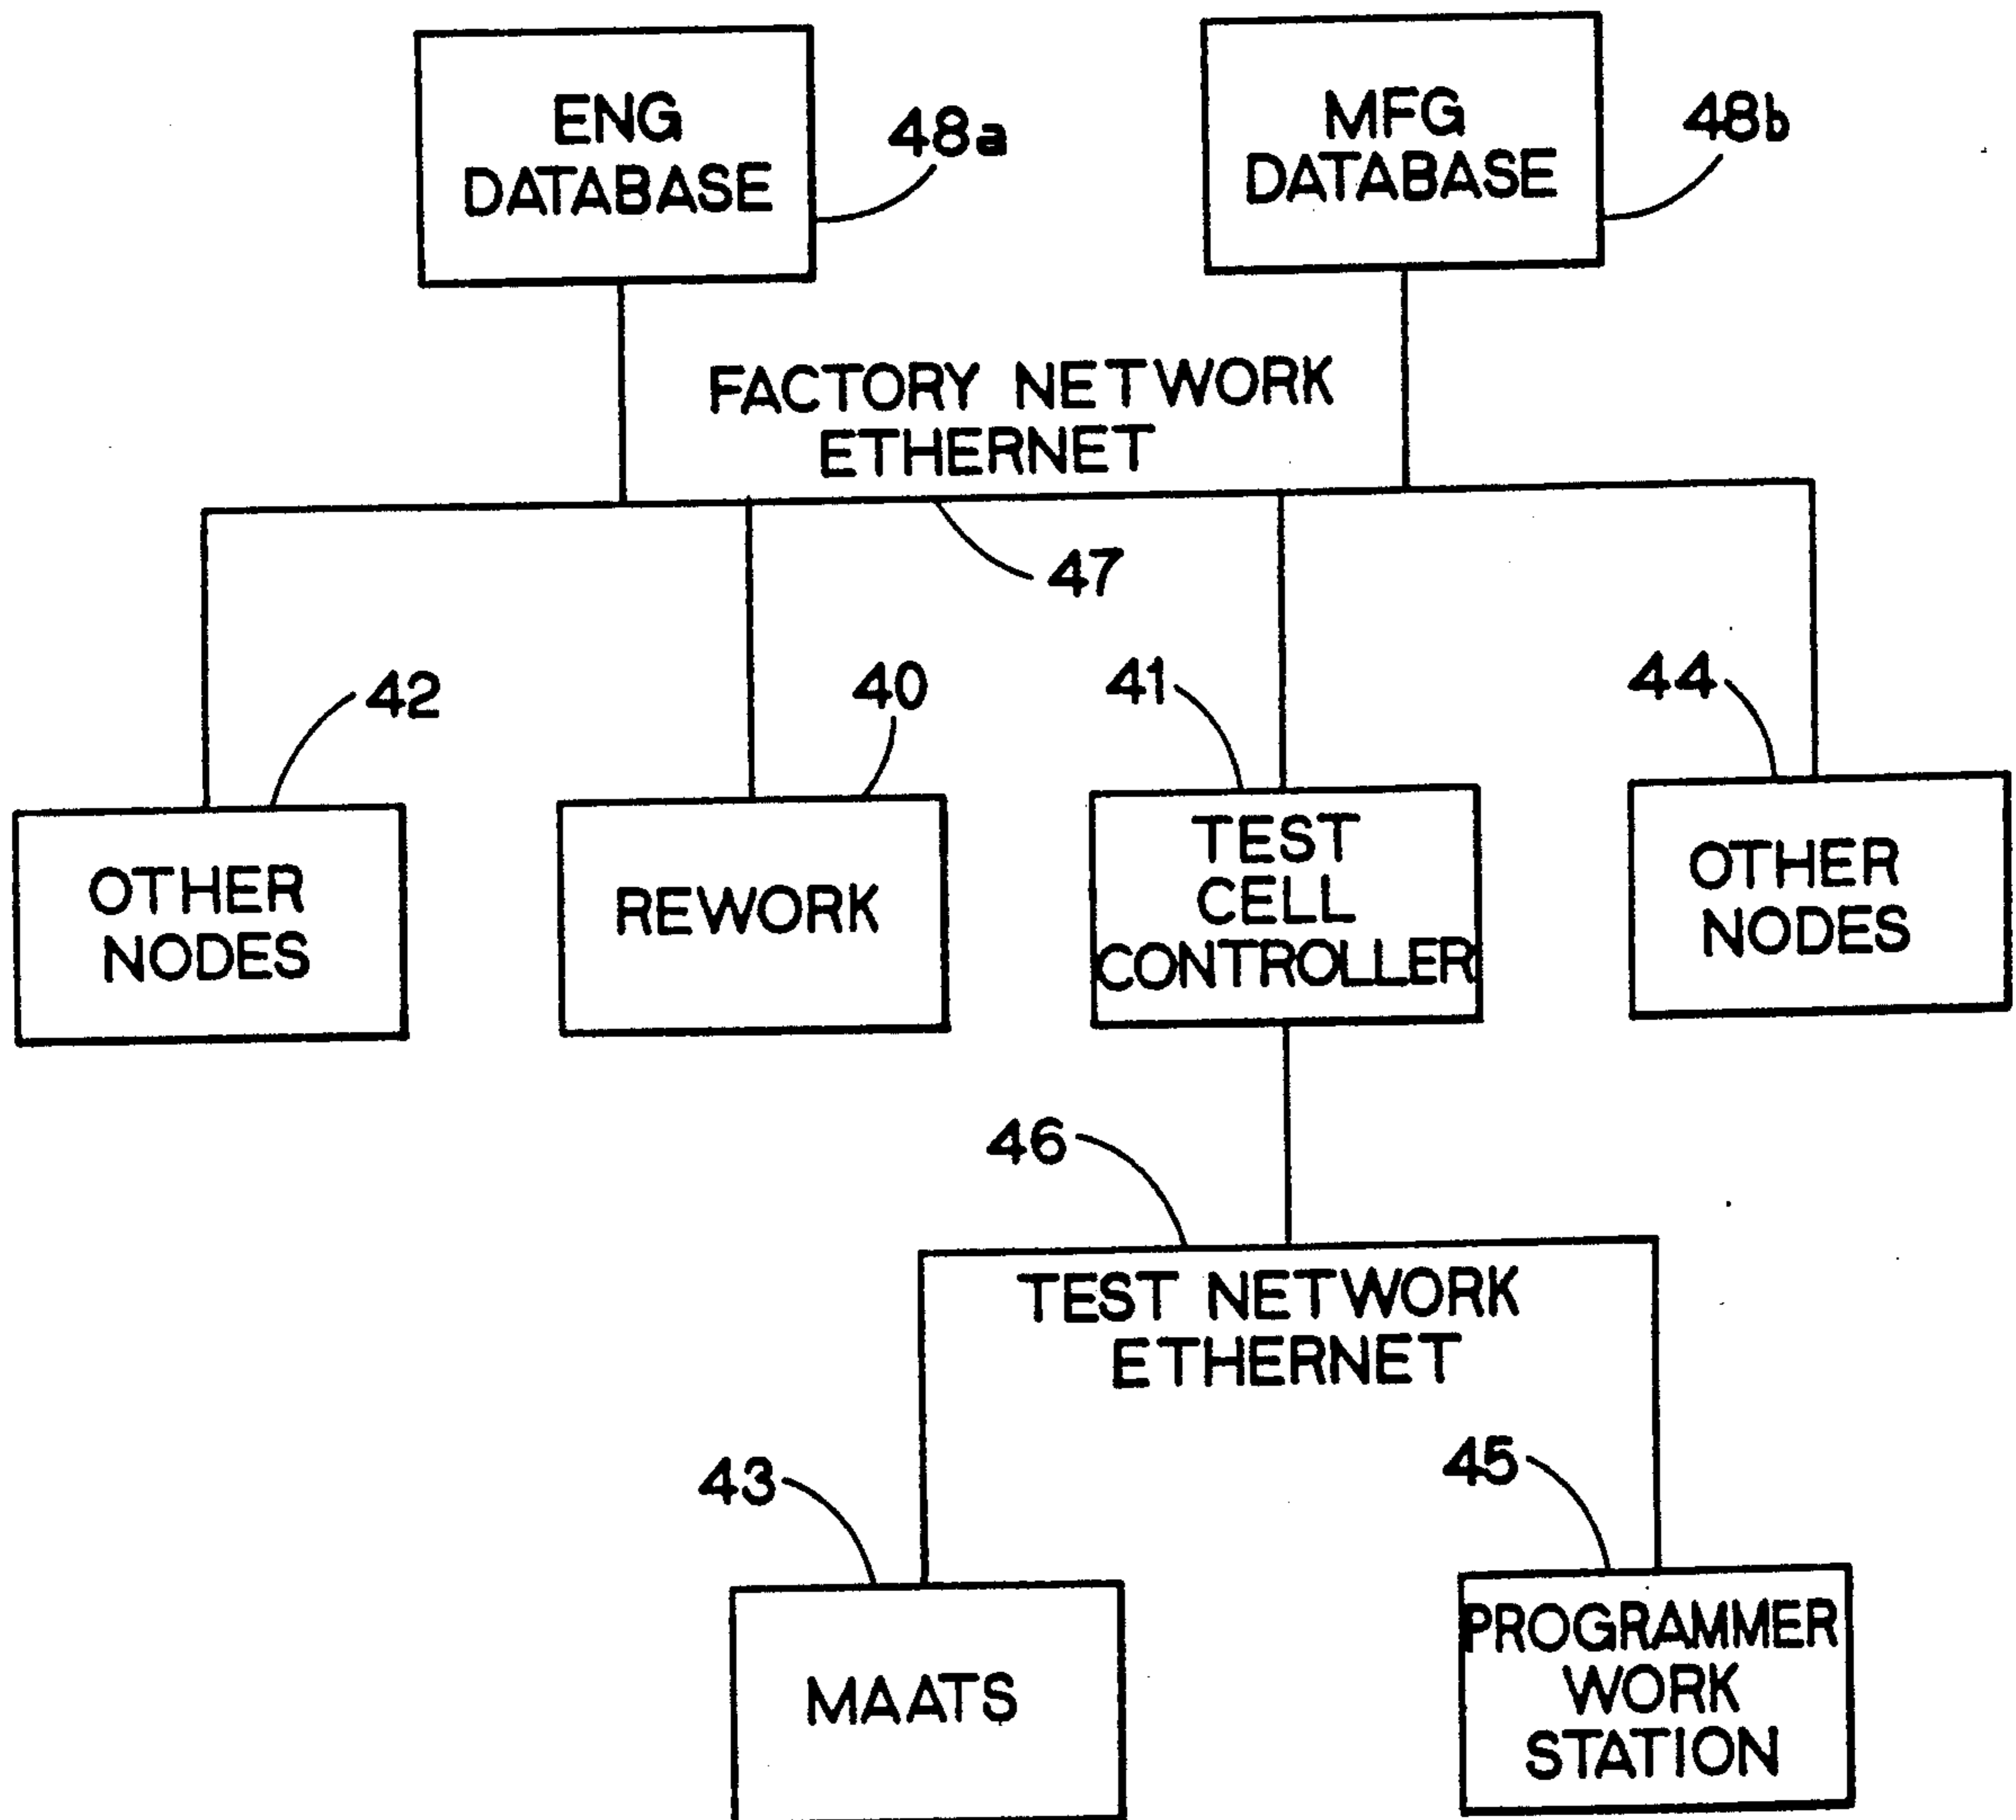 ENG
DATABASE
48a
MFG
DATABASE
48b
FACTORY NETWORK
ETHERNET
47
42
40
41
44
OTHER
NODES
REWORK
TEST
CELL
CONTROLLER
OTHER
NODES
46
TEST NETWORK
ETHERNET
43
45
MAATS
PROGRAMMER
WORK
STATION